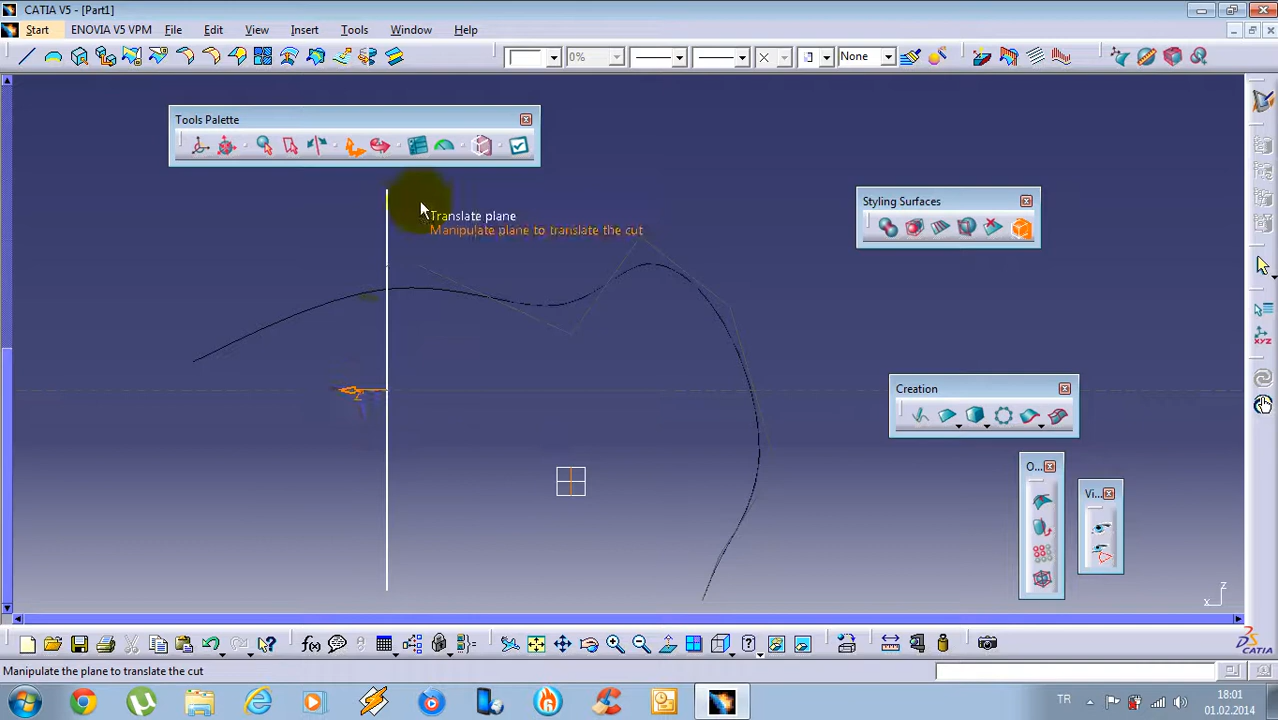 CATIA V5 - [Part1]
Start ENOVIA V5 VPM File Edit View Insert Tools Window Help
0% None
Tools Palette
Translate plane
Manipulate plane to translate the cut
Styling Surfaces
Z
Creation
O... Vi...
z
x
f(x)
XYZ
CATIA
Manipulate the plane to translate the cut
TR
18:01
01.02.2014